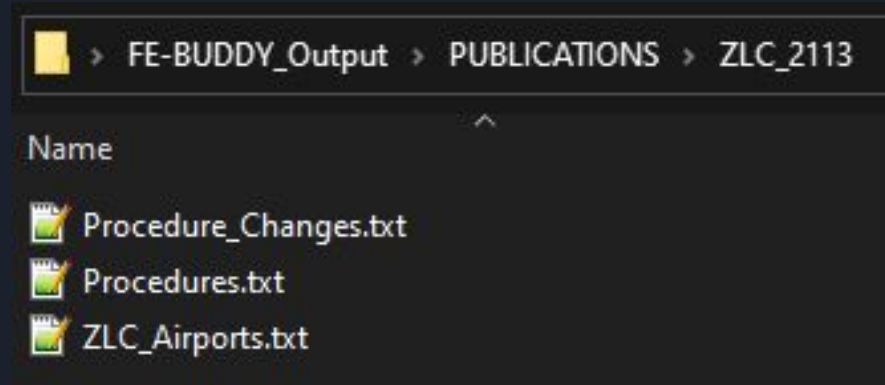 FE-BUDDY_Output > PUBLICATIONS > ZLC_2113
Name
Procedure_Changes.txt
Procedures.txt
ZLC_Airports.txt